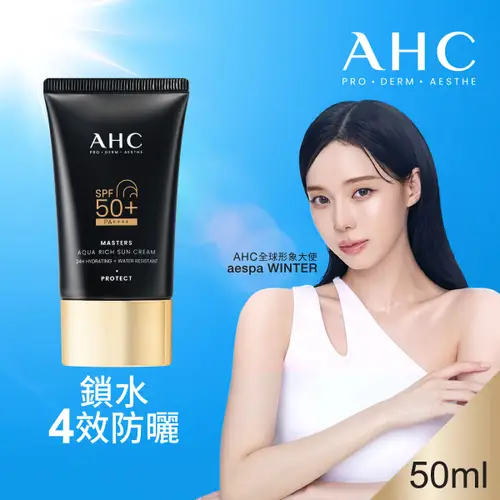 AHC
PRO • DERM • AESTHE
AHC
PRO • DERM • AESTHE
SPF
50+
PA++++
MASTERS
AQUA RICH SUN CREAM
24H HYDRATING + WATER RESISTANT
PROTECT
AHC全球形象大使
aespa WINTER
鎖水
4效防曬
50ml